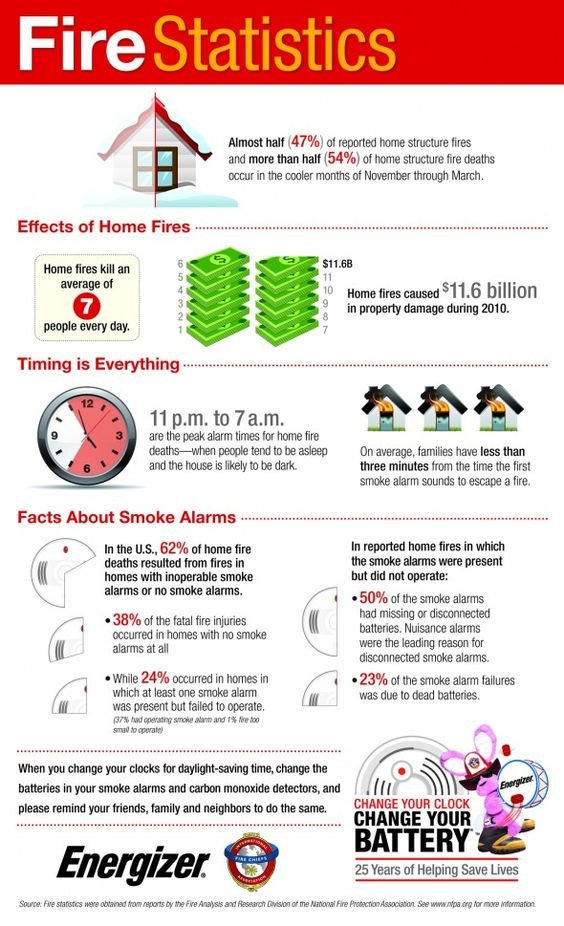 Fire Statistics
Almost half (47%) of reported home structure fires
and more than half (54%) of home structure fire deaths
occur in the cooler months of November through March.
Effects of Home Fires
Home fires kill an
average of
7
people every day.
6
5
4
3
2
1
$
$
$11.6B
11
10
9
8
7
Home fires caused $11.6 billion
in property damage during 2010.
Timing is Everything
12
9
3
6
11 p.m. to 7 a.m.
are the peak alarm times for home fire
deaths—when people tend to be asleep
and the house is likely to be dark.
On average, families have less than
three minutes from the time the first
smoke alarm sounds to escape a fire.
Facts About Smoke Alarms
In the U.S., 62% of home fire
deaths resulted from fires in
homes with inoperable smoke
alarms or no smoke alarms.
• 38% of the fatal fire injuries
occurred in homes with no smoke
alarms at all
• While 24% occurred in homes in
which at least one smoke alarm
was present but failed to operate.
(37% had operating smoke alarm and 1% fire too
small to operate)
In reported home fires in which
the smoke alarms were present
but did not operate:
• 50% of the smoke alarms
had missing or disconnected
batteries. Nuisance alarms
were the leading reason for
disconnected smoke alarms.
• 23% of the smoke alarm failures
was due to dead batteries.
When you change your clocks for daylight-saving time, change the
batteries in your smoke alarms and carbon monoxide detectors, and
please remind your friends, family and neighbors to do the same.
Energizer.
INTERNATIONAL
FIRE CHIEFS
ASSOCIATION
Energizer
CHANGE YOUR CLOCK
CHANGE YOUR
BATTERY™
25 Years of Helping Save Lives
Source: Fire statistics were obtained from reports by the Fire Analysis and Research Division of the National Fire Protection Association. See www.nfpa.org for more information.